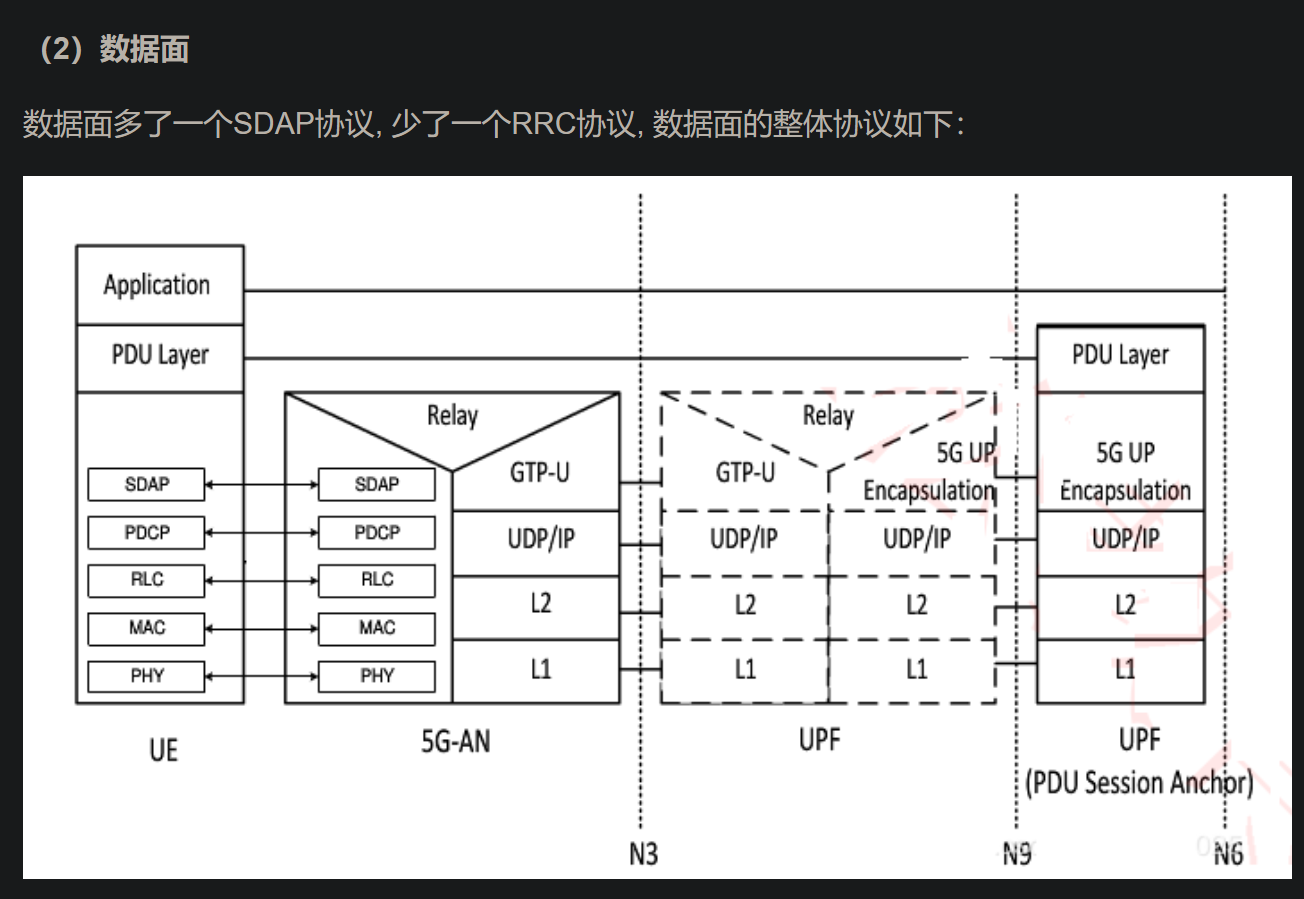 （2）数据面
数据面多了一个SDAP协议, 少了一个RRC协议, 数据面的整体协议如下：
Application
PDU Layer
PDU Layer
Relay
Relay
GTP-U
GTP-U
5G UP
Encapsulation
5G UP
Encapsulation
SDAP
SDAP
PDCP
PDCP
UDP/IP
UDP/IP
UDP/IP
UDP/IP
RLC
RLC
L2
L2
L2
L2
MAC
MAC
PHY
PHY
L1
L1
L1
L1
UE
5G-AN
UPF
UPF
(PDU Session Anchor)
N3
N9
N6